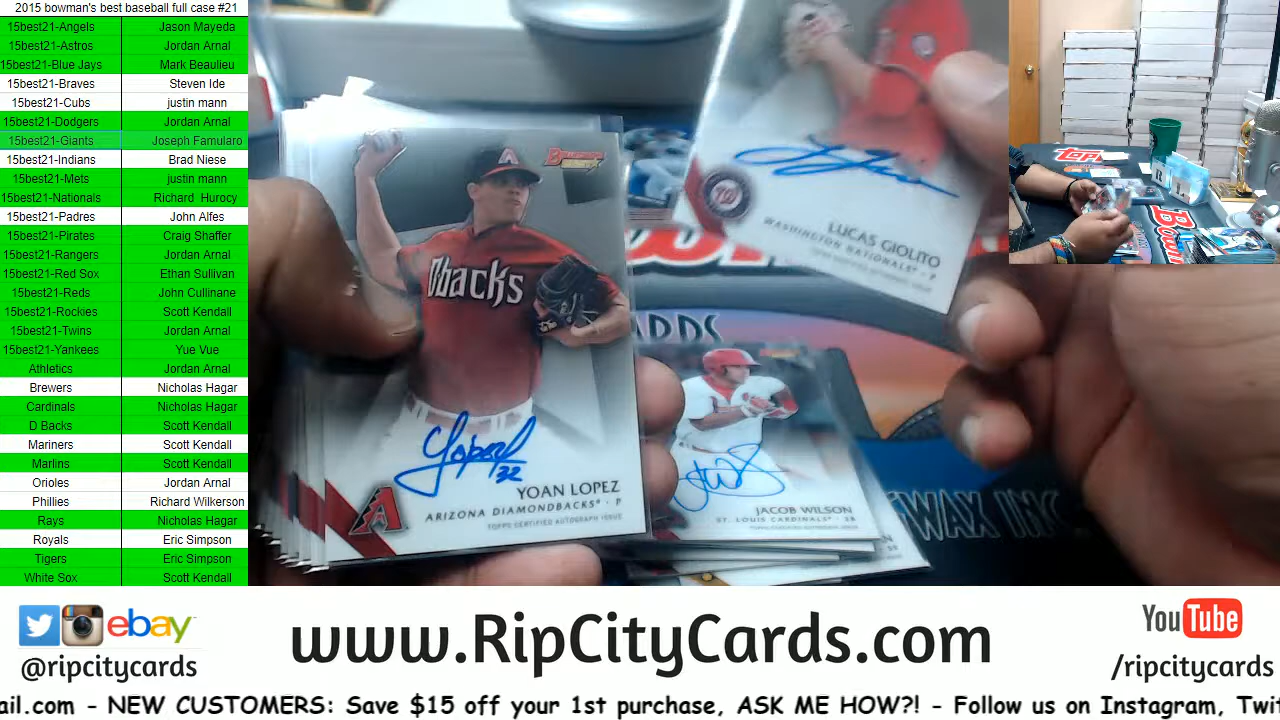 2015 bowman's best baseball full case #21
15best21-Angels Jason Mayeda
15best21-Astros Jordan Arnal
15best21-Blue Jays Mark Beaulieu
15best21-Braves Steven Ide
15best21-Cubs justin mann
15best21-Dodgers Jordan Arnal
15best21-Giants Joseph Famularo
15best21-Indians Brad Niese
15best21-Mets justin mann
15best21-Nationals Richard Hurocy
15best21-Padres John Alfes
15best21-Pirates Craig Shaffer
15best21-Rangers Jordan Arnal
15best21-Red Sox Ethan Sullivan
15best21-Reds John Cullinane
15best21-Rockies Scott Kendall
15best21-Twins Jordan Arnal
15best21-Yankees Yue Vue
Athletics Jordan Arnal
Brewers Nicholas Hagar
Cardinals Nicholas Hagar
D Backs Scott Kendall
Mariners Scott Kendall
Marlins Scott Kendall
Orioles Jordan Arnal
Phillies Richard Wilkerson
Rays Nicholas Hagar
Royals Eric Simpson
Tigers Eric Simpson
White Sox Scott Kendall
Dbacks
YOAN LOPEZ
ARIZONA DIAMONDBACKS · P
TOPPS CERTIFIED AUTOGRAPH ISSUE
LUCAS GIOLITO
WASHINGTON NATIONALS · P
JACOB WILSON
ST. LOUIS CARDINALS · 2B
CARDS
WAX INC
TOPPS
ebay
@ripcitycards
www.RipCityCards.com
YouTube
/ripcitycards
ail.com - NEW CUSTOMERS: Save $15 off your 1st purchase, ASK ME HOW?! - Follow us on Instagram, Twit